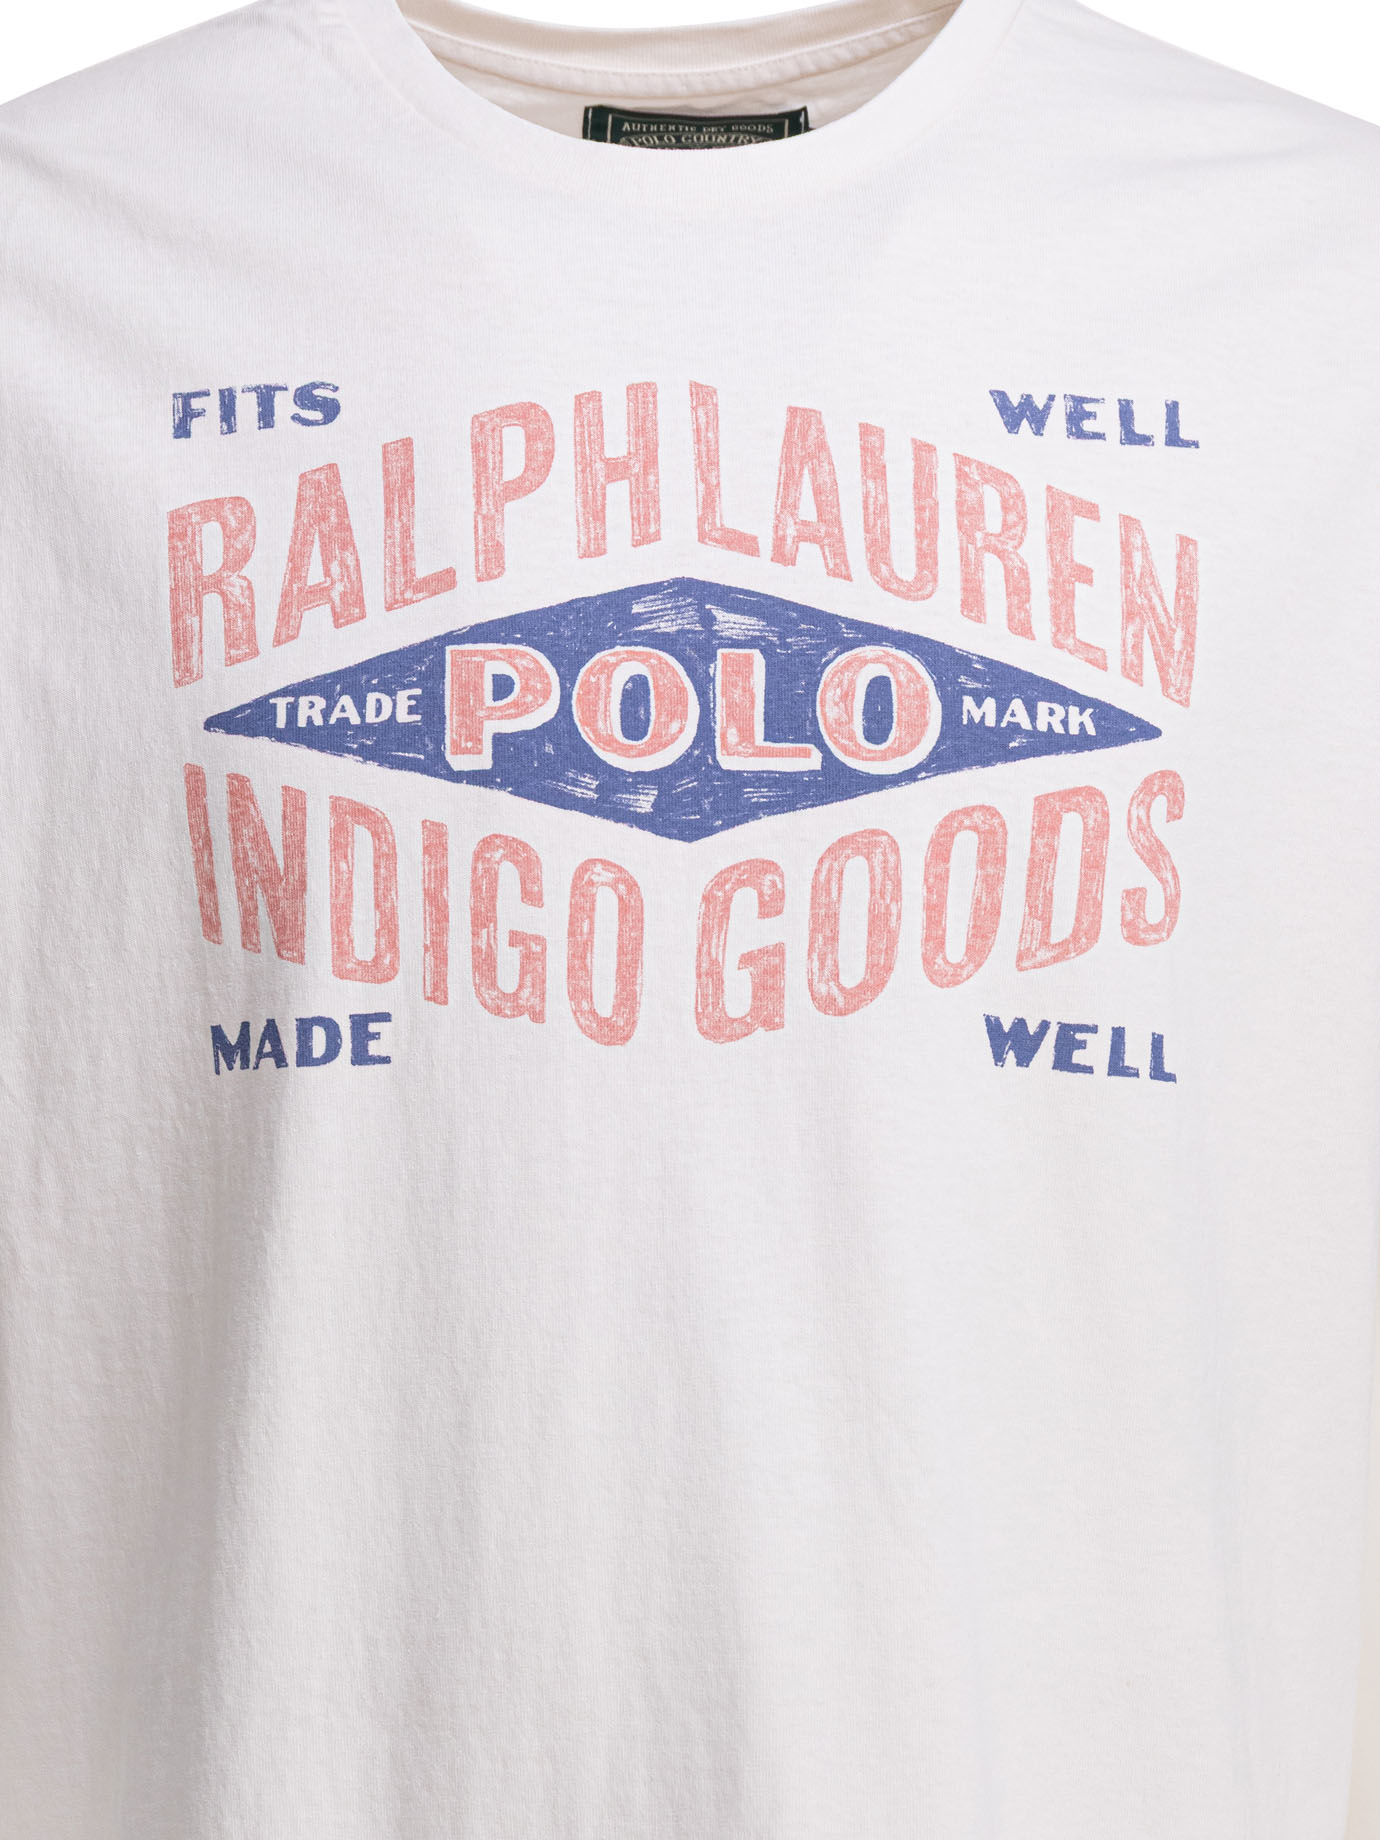 AUTHENTIC DRY GOODS
POLO COUNTRY
FITS WELL
RALPH LAUREN
TRADE POLO MARK
INDIGO GOODS
MADE WELL